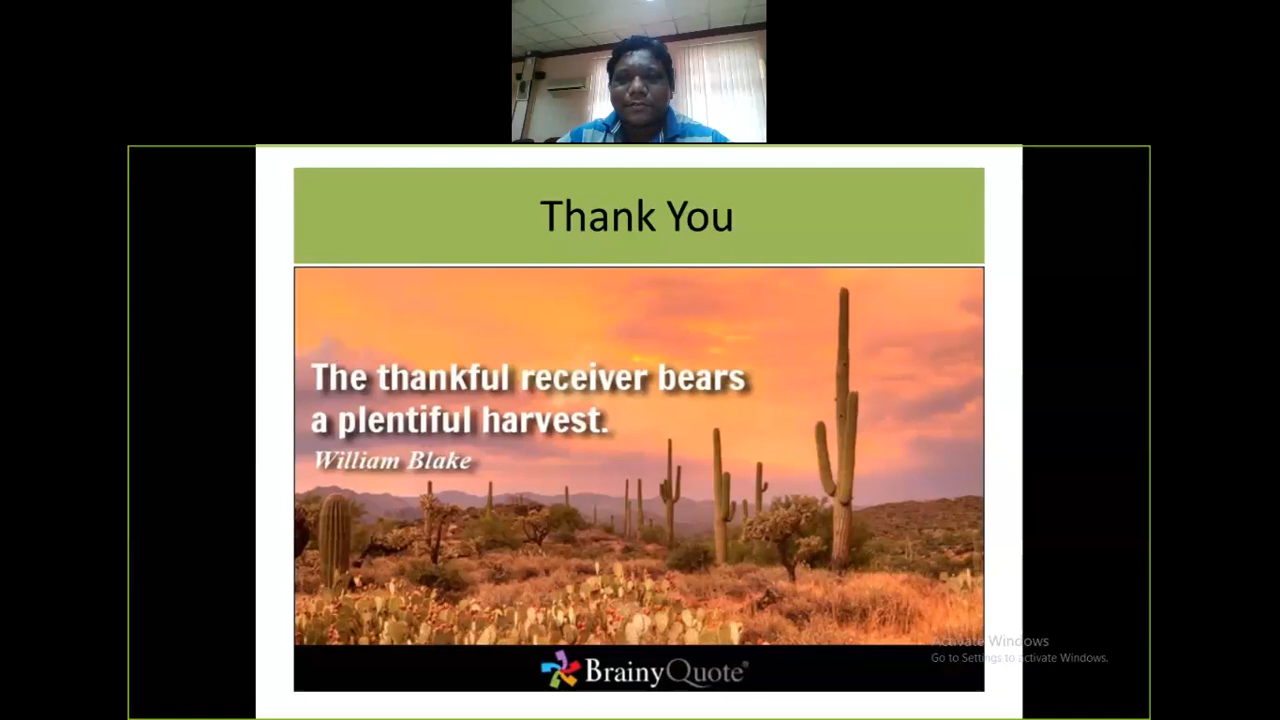 Thank You
The thankful receiver bears
a plentiful harvest.
William Blake
BrainyQuote®
Activate Windows
Go to Settings to activate Windows.